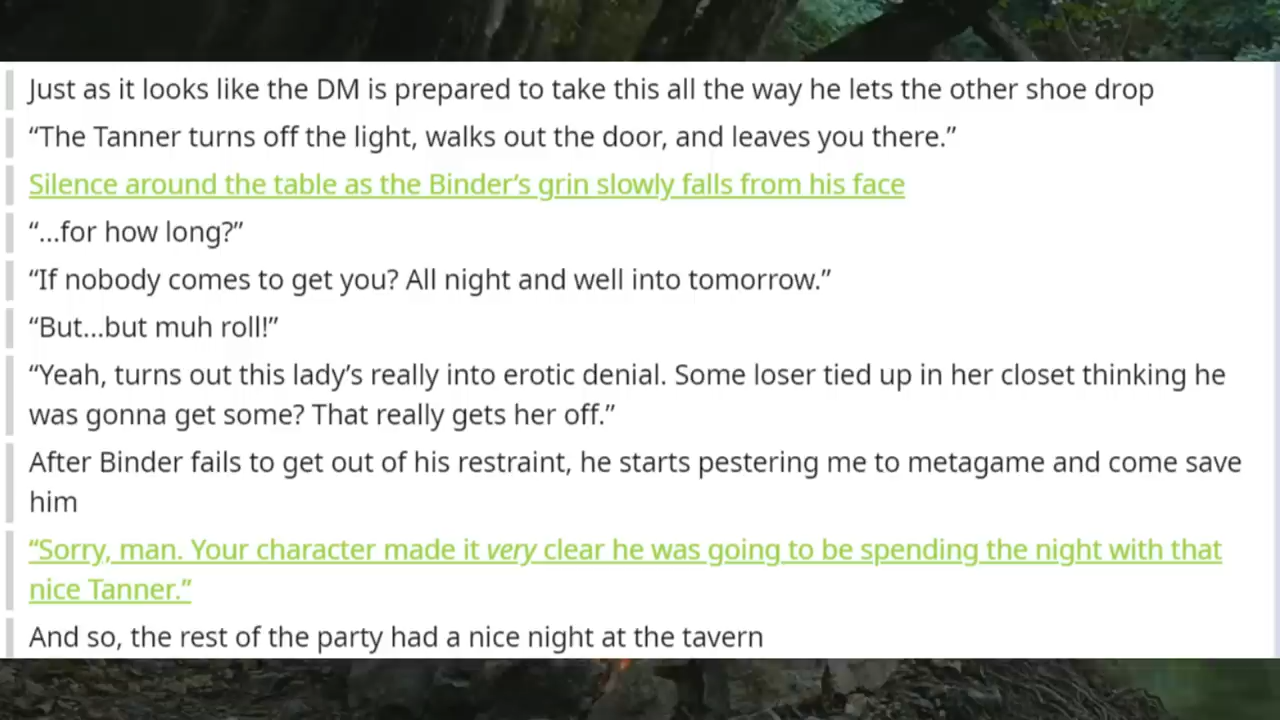 Just as it looks like the DM is prepared to take this all the way he lets the other shoe drop
“The Tanner turns off the light, walks out the door, and leaves you there.”
Silence around the table as the Binder’s grin slowly falls from his face
“...for how long?”
“If nobody comes to get you? All night and well into tomorrow.”
“But...but muh roll!”
“Yeah, turns out this lady’s really into erotic denial. Some loser tied up in her closet thinking he
was gonna get some? That really gets her off.”
After Binder fails to get out of his restraint, he starts pestering me to metagame and come save
him
“Sorry, man. Your character made it very clear he was going to be spending the night with that
nice Tanner.”
And so, the rest of the party had a nice night at the tavern